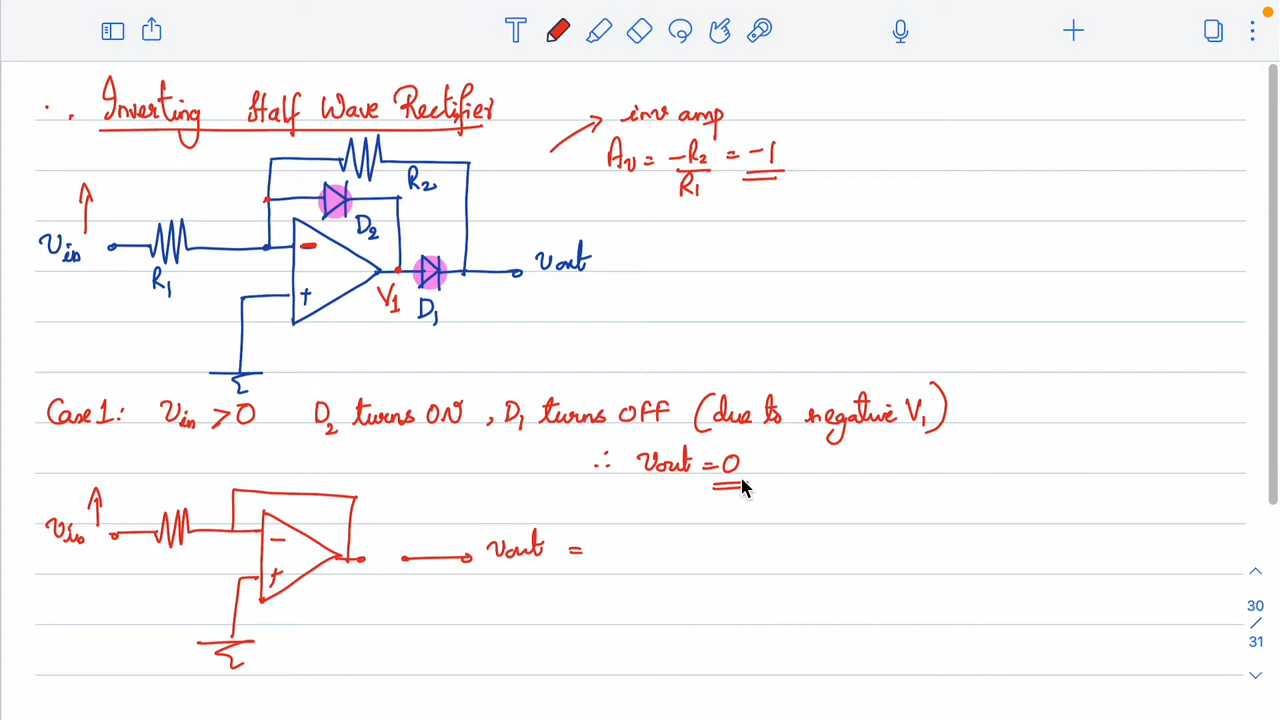 T
∴ Inverting Half Wave Rectifier
inv amp
Av = -R2/R1 = -1
R2
D2
Vin
R1
-
+
V1
D1
Vout
Case 1: Vin > 0 D2 turns ON, D1 turns OFF (due to negative V1)
∴ Vout = 0
Vin
-
+
Vout =
30
/
31